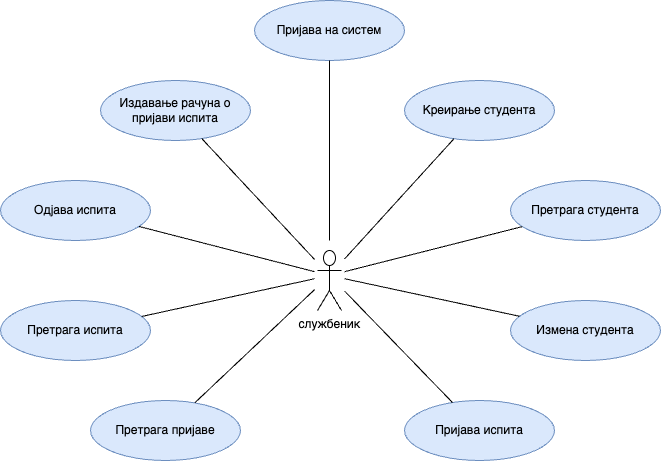 Пријава на систем
Издавање рачуна о
пријави испита
Креирање студента
Одјава испита
Претрага студента
службеник
Претрага испита
Измена студента
Претрага пријаве
Пријава испита